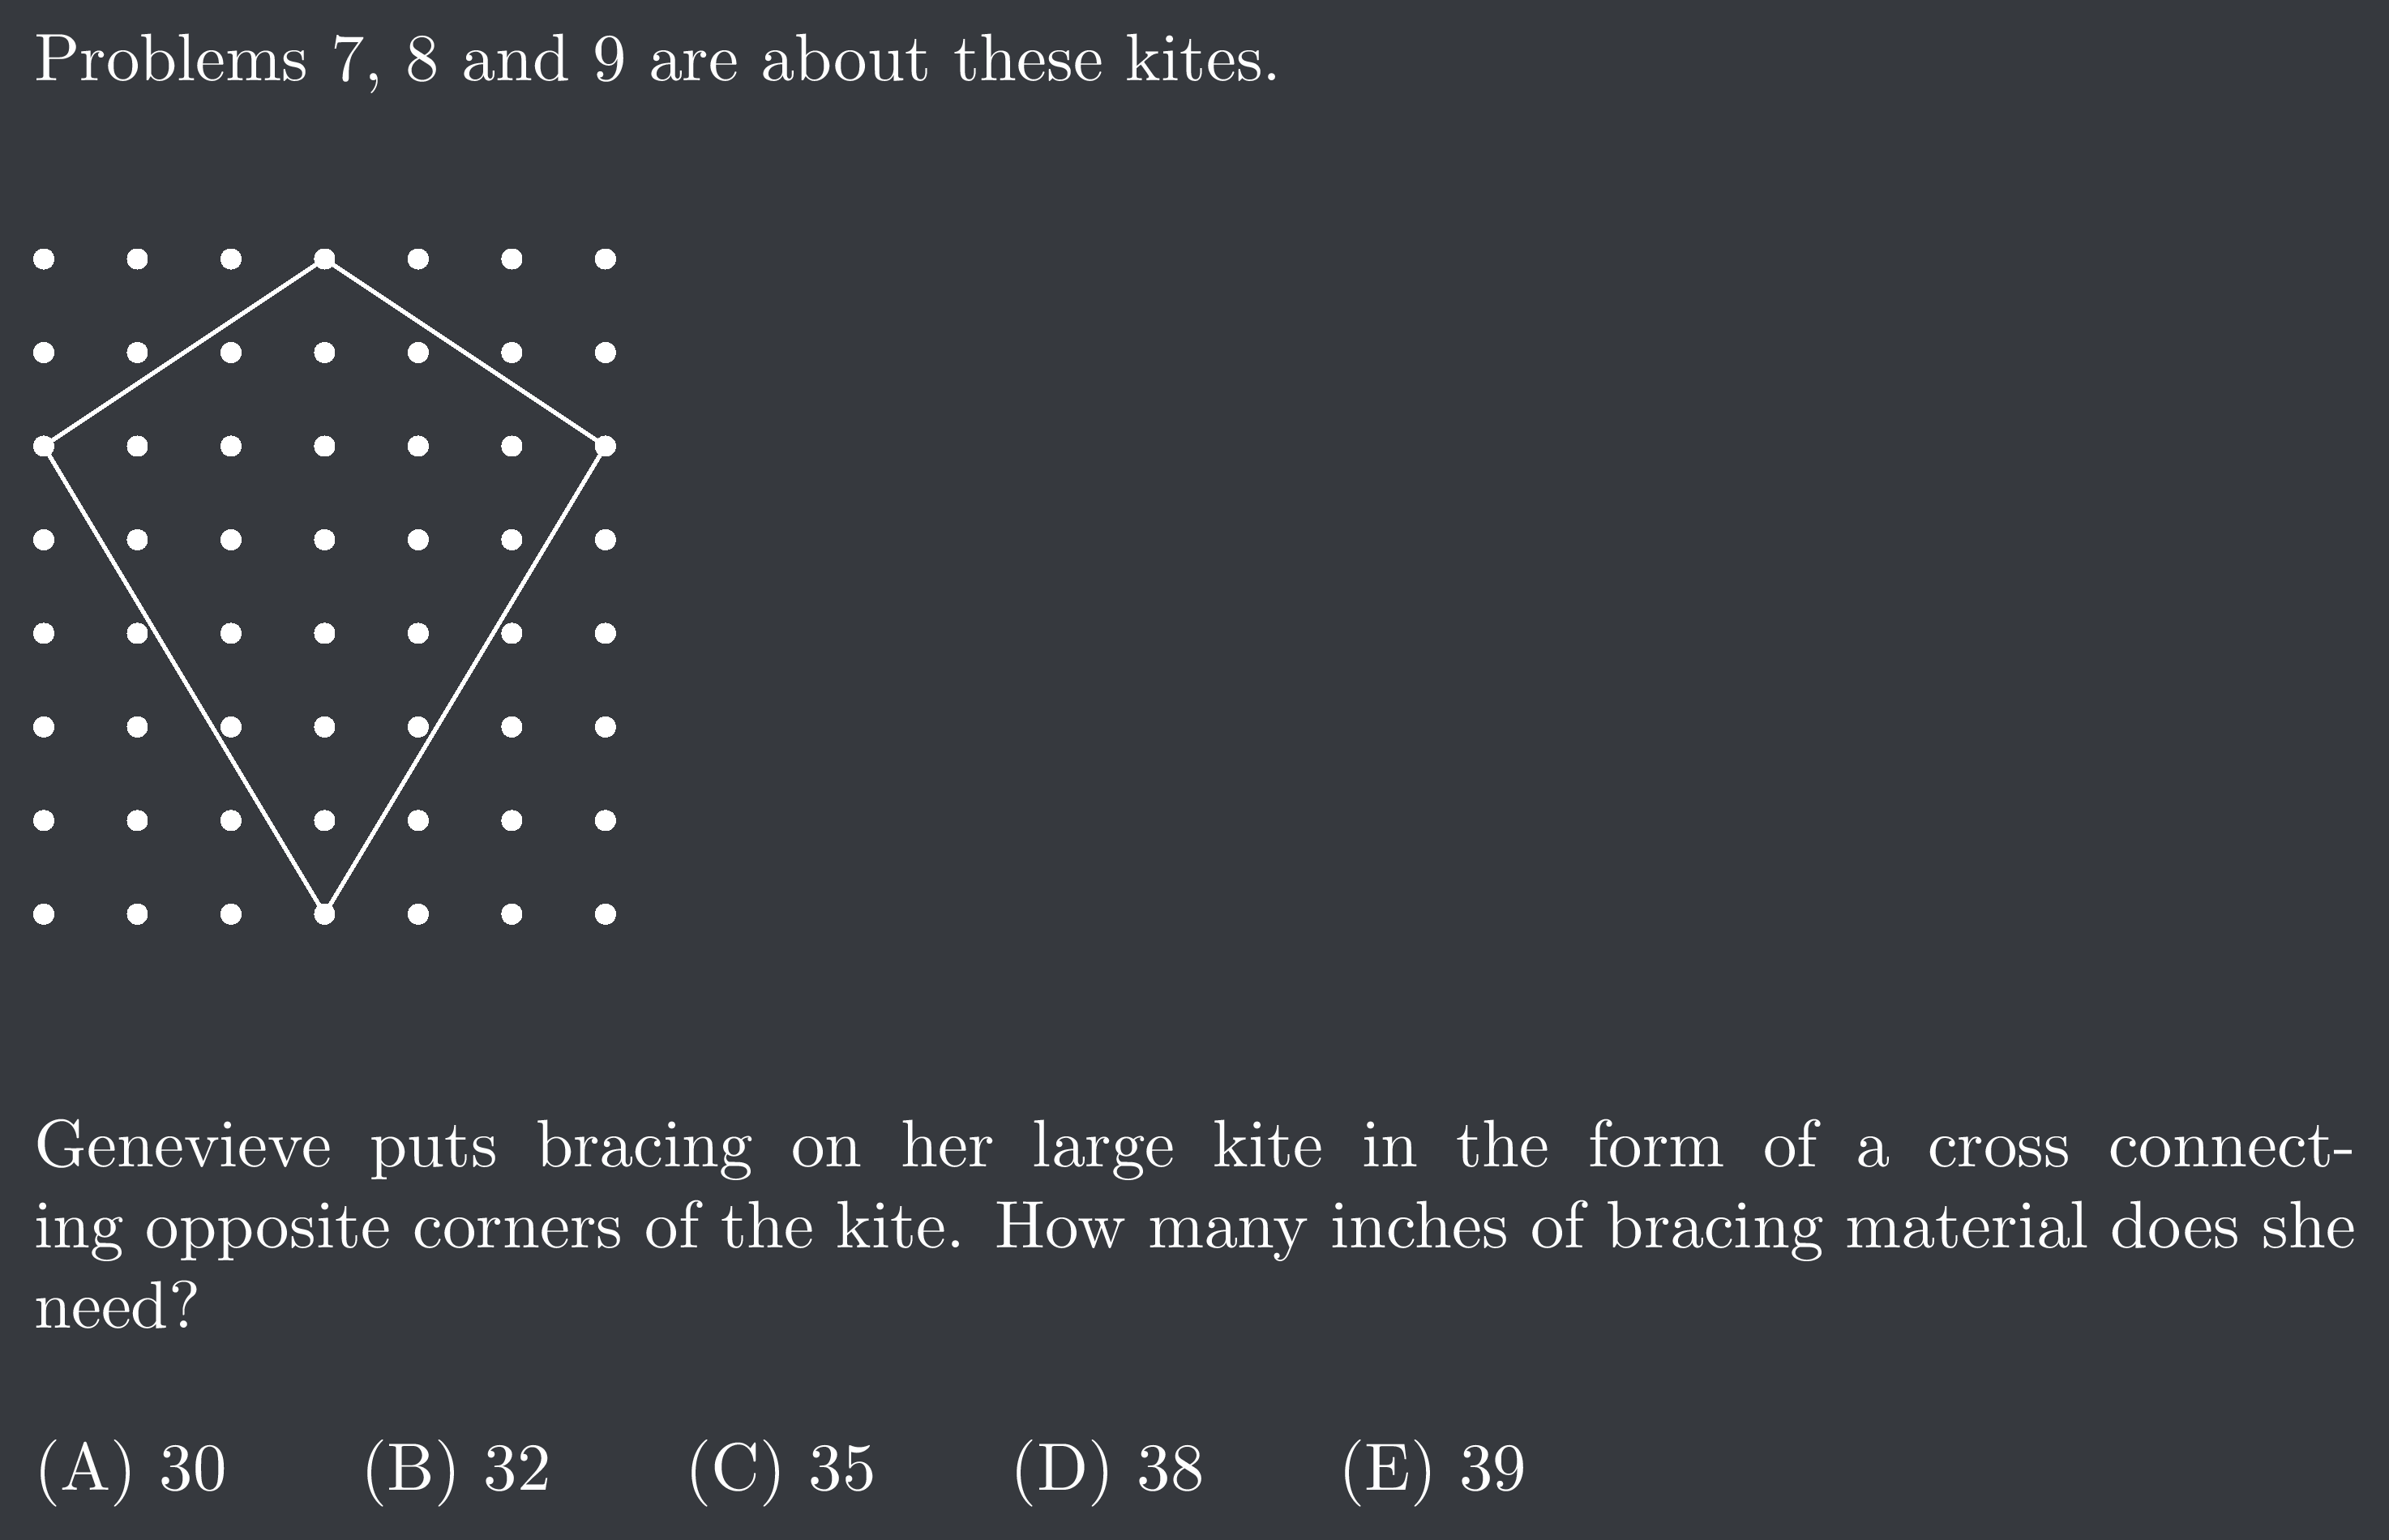 Problems 7, 8 and 9 are about these kites.
Genevieve puts bracing on her large kite in the form of a cross connect-
ing opposite corners of the kite. How many inches of bracing material does she
need?
(A) 30 (B) 32 (C) 35 (D) 38 (E) 39